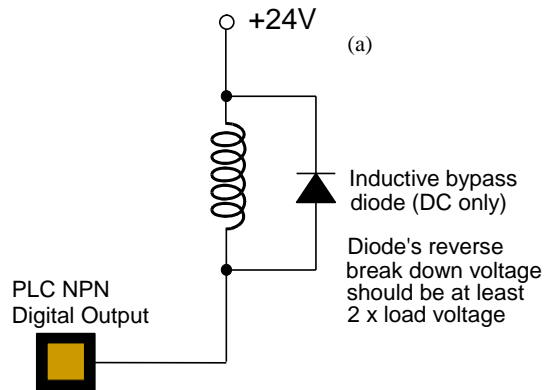 +24V
(a)
Inductive bypass
diode (DC only)
Diode's reverse
break down voltage
should be at least
2 x load voltage
PLC NPN
Digital Output